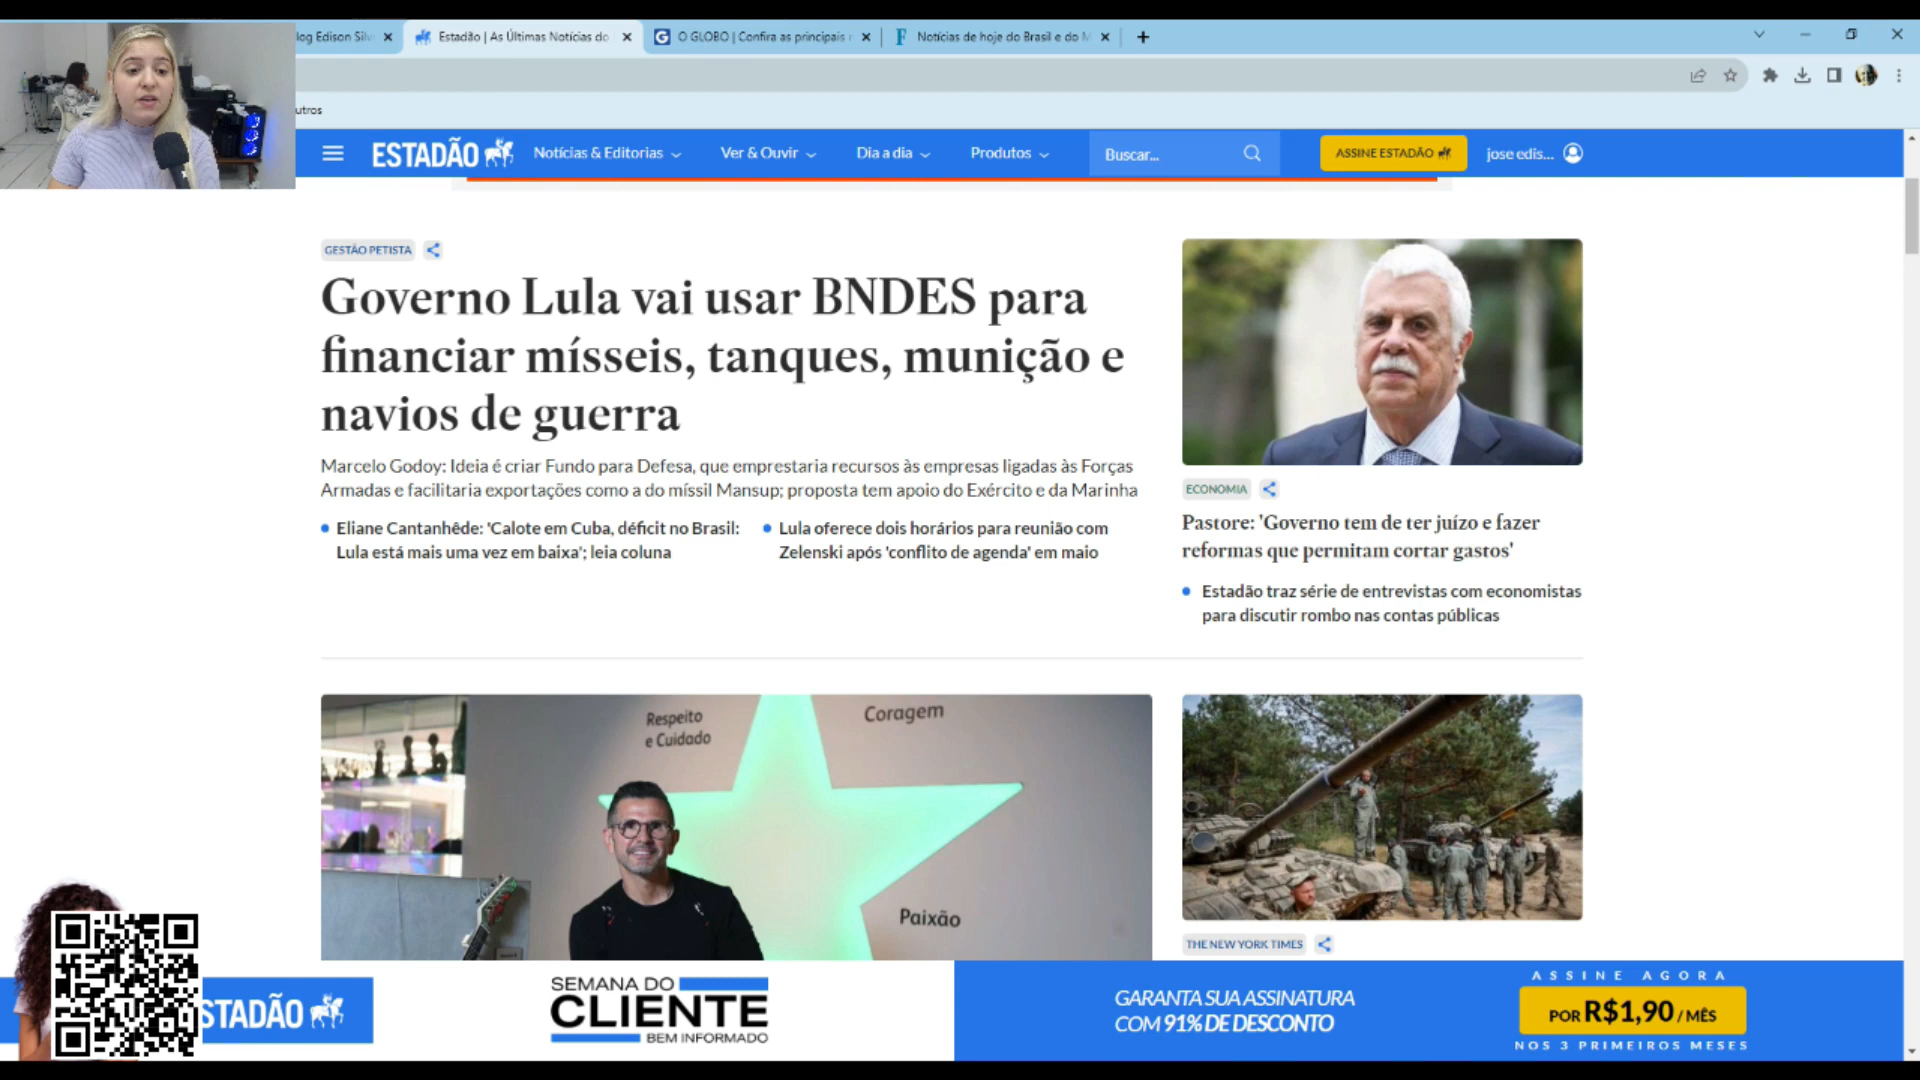 log Edison Silv
Estadão | As Últimas Notícias do
O GLOBO | Confira as principais
Notícias de hoje do Brasil e do M
utros
ESTADÃO
Notícias & Editorias
Ver & Ouvir
Dia a dia
Produtos
Buscar...
ASSINE ESTADÃO
jose edis...
GESTÃO PETISTA
Governo Lula vai usar BNDES para
financiar mísseis, tanques, munição e
navios de guerra
Marcelo Godoy: Ideia é criar Fundo para Defesa, que emprestaria recursos às empresas ligadas às Forças
Armadas e facilitaria exportações como a do míssil Mansup; proposta tem apoio do Exército e da Marinha
Eliane Cantanhêde: 'Calote em Cuba, déficit no Brasil:
Lula está mais uma vez em baixa'; leia coluna
Lula oferece dois horários para reunião com
Zelenski após 'conflito de agenda' em maio
ECONOMIA
Pastore: 'Governo tem de ter juízo e fazer
reformas que permitam cortar gastos'
Estadão traz série de entrevistas com economistas
para discutir rombo nas contas públicas
Respeito
e Cuidado
Coragem
Paixão
THE NEW YORK TIMES
STADÃO
SEMANA DO
CLIENTE
BEM INFORMADO
GARANTA SUA ASSINATURA
COM 91% DE DESCONTO
ASSINE AGORA
POR R$1,90 / MÊS
NOS 3 PRIMEIROS MESES